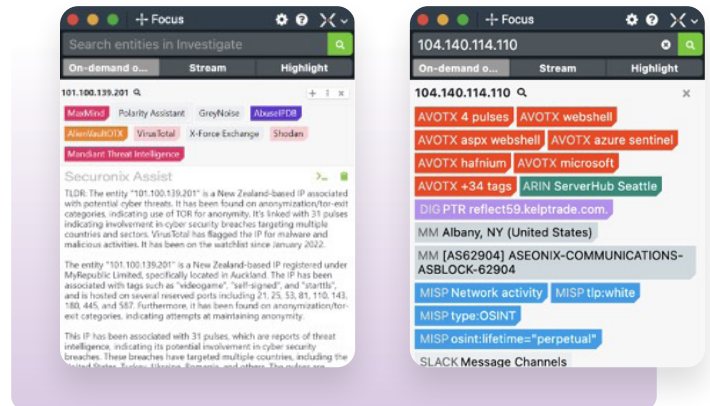 Focus
Search entities in Investigate
On-demand o... Stream Highlight
101.100.139.201
MaxMind Polarity Assistant GreyNoise AbuseIPDB
AlienVaultOTX VirusTotal X-Force Exchange Shodan
Mandiant Threat Intelligence
Securonix Assist
TLDR: The entity "101.100.139.201" is a New Zealand-based IP associated
with potential cyber threats. It has been found on anonymization/tor-exit
categories, indicating use of TOR for anonymity. It's linked with 31 pulses
indicating involvement in cyber security breaches targeting multiple
countries and sectors. VirusTotal has flagged the IP for malware and
malicious activities. It has been on the watchlist since January 2022.
The entity "101.100.139.201" is a New Zealand-based IP registered under
MyRepublic Limited, specifically located in Auckland. The IP has been
associated with tags such as "videogame", "self-signed", and "starttls",
and is hosted on several reserved ports including 21, 25, 53, 81, 110, 143,
180, 445, and 587. Furthermore, it has been found on anonymization/tor-
exit categories, indicating attempts at maintaining anonymity.
This IP has been associated with 31 pulses, which are reports of threat
intelligence, indicating its potential involvement in cyber security
breaches. These breaches have targeted multiple countries, including the
United States, Turkey, Ukraine, Romania, and others. The pulses are
Focus
104.140.114.110
On-demand o... Stream Highlight
104.140.114.110
AVOTX 4 pulses AVOTX webshell
AVOTX aspx webshell AVOTX azure sentinel
AVOTX hafnium AVOTX microsoft
AVOTX +34 tags ARIN ServerHub Seattle
DIG PTR reflect59.kelptrade.com.
MM Albany, NY (United States)
MM [AS62904] ASEONIX-COMMUNICATIONS-
ASBLOCK-62904
MISP Network activity MISP tlp:white
MISP type:OSINT
MISP osint:lifetime="perpetual"
SLACK Message Channels